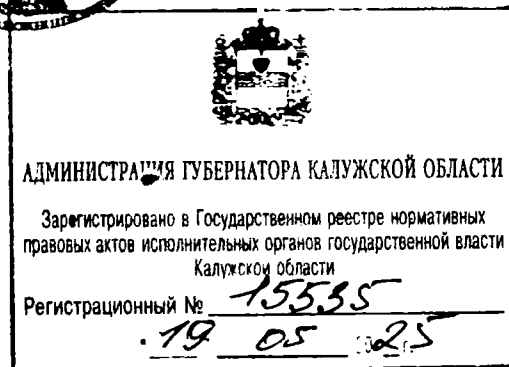 АДМИНИСТРАЦИЯ ГУБЕРНАТОРА КАЛУЖСКОЙ ОБЛАСТИ
Зарегистрировано в Государственном реестре нормативных
правовых актов исполнительных органов государственной власти
Калужской области
Регистрационный № 15535
19 05 2025